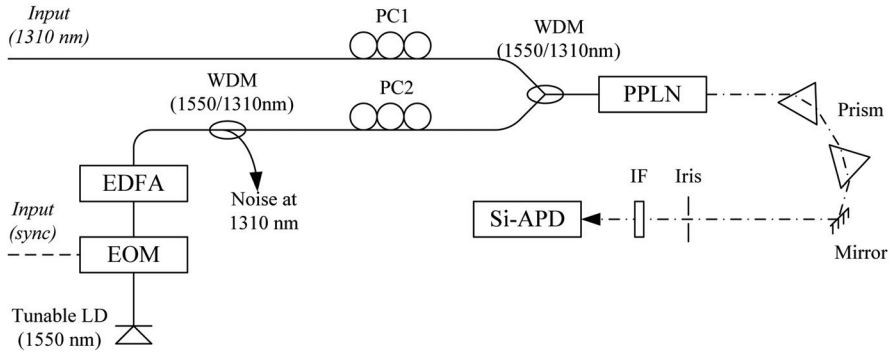 Input
(1310 nm)
PC1
WDM
(1550/1310nm)
WDM
(1550/1310nm)
PC2
PPLN
Prism
EDFA
Noise at
1310 nm
Input
(sync)
EOM
Si-APD
IF
Iris
Mirror
Tunable LD
(1550 nm)